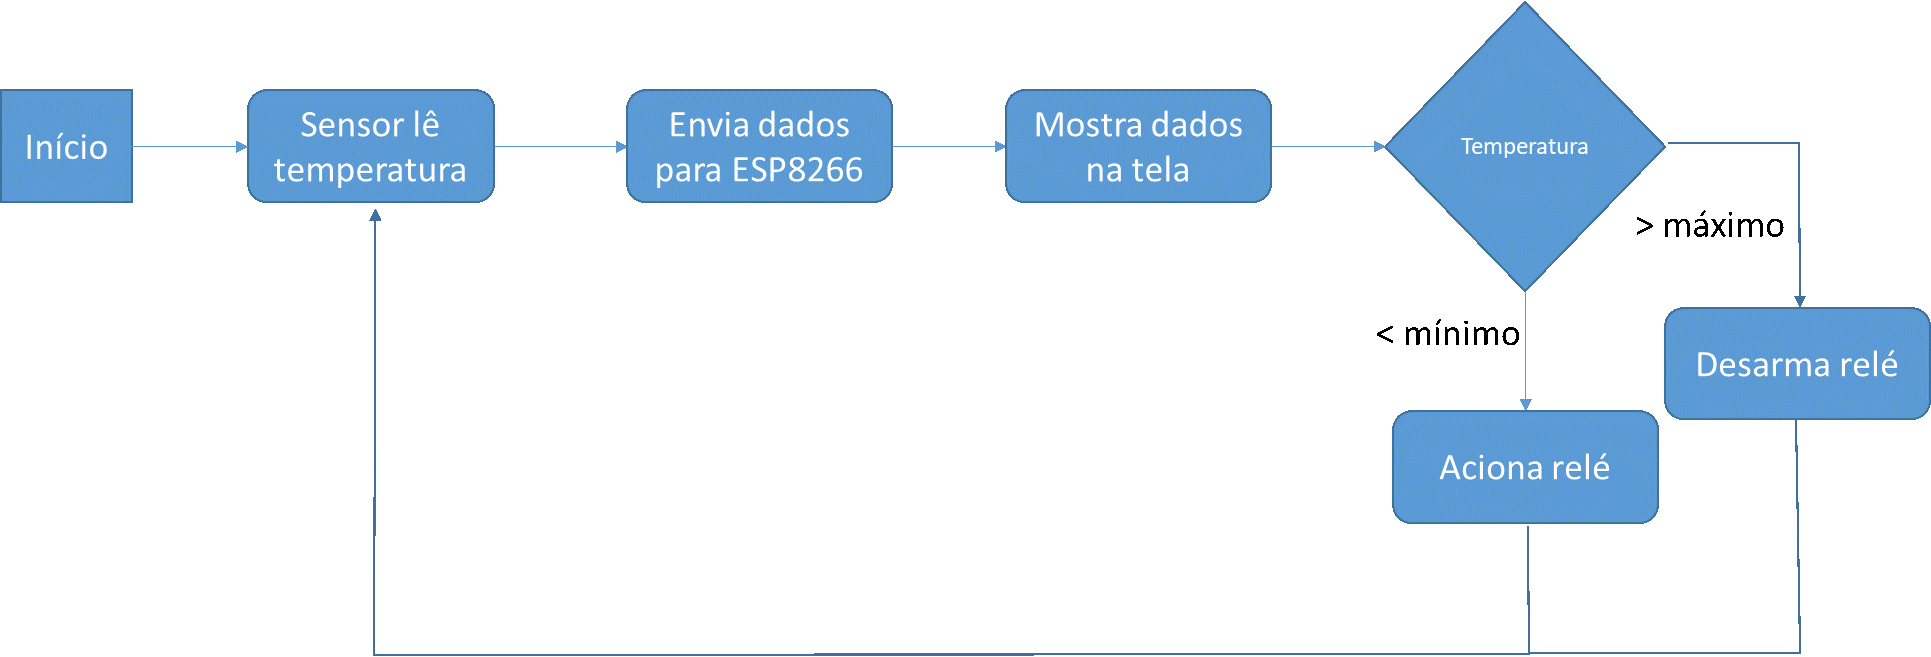 Início
Sensor lê
temperatura
Envia dados
para ESP8266
Mostra dados
na tela
Temperatura
> máximo
< mínimo
Desarma relé
Aciona relé